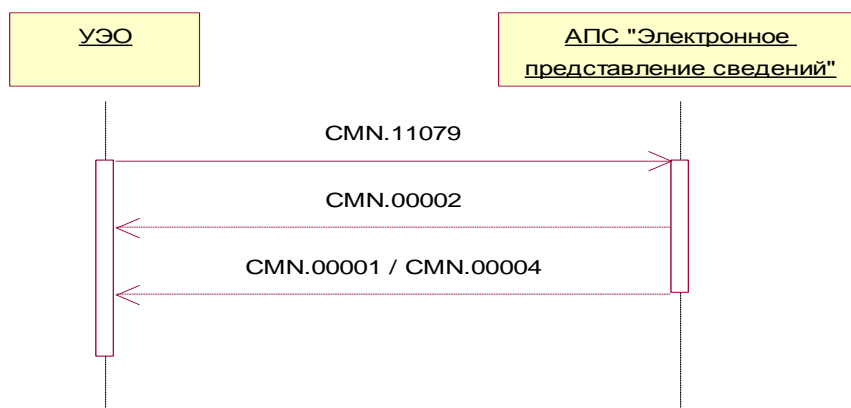 УЭО
АПС "Электронное
представление сведений"
CMN.11079
CMN.00002
CMN.00001 / CMN.00004